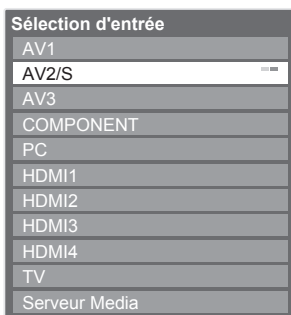 Sélection d'entrée
AV1
AV2/S
AV3
COMPONENT
PC
HDMI1
HDMI2
HDMI3
HDMI4
TV
Serveur Media